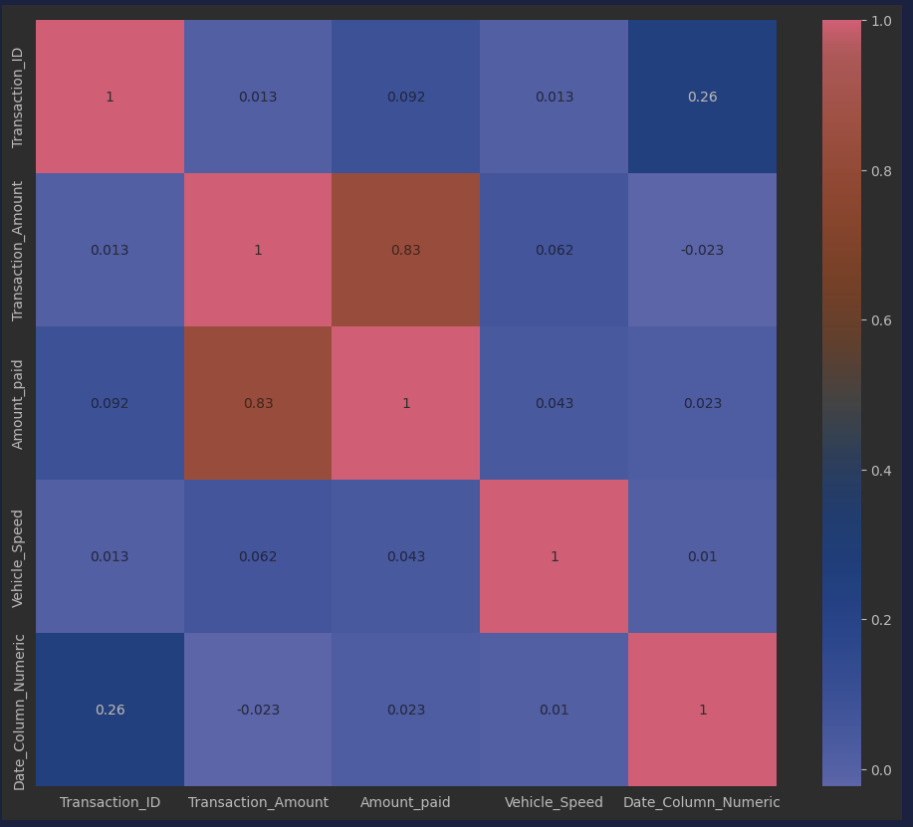 Transaction_ID 1 0.013 0.092 0.013 0.26
Transaction_Amount 0.013 1 0.83 0.062 -0.023
Amount_paid 0.092 0.83 1 0.043 0.023
Vehicle_Speed 0.013 0.062 0.043 1 0.01
Date_Column_Numeric 0.26 -0.023 0.023 0.01 1
Transaction_ID Transaction_Amount Amount_paid Vehicle_Speed Date_Column_Numeric
1.0
0.8
0.6
0.4
0.2
0.0